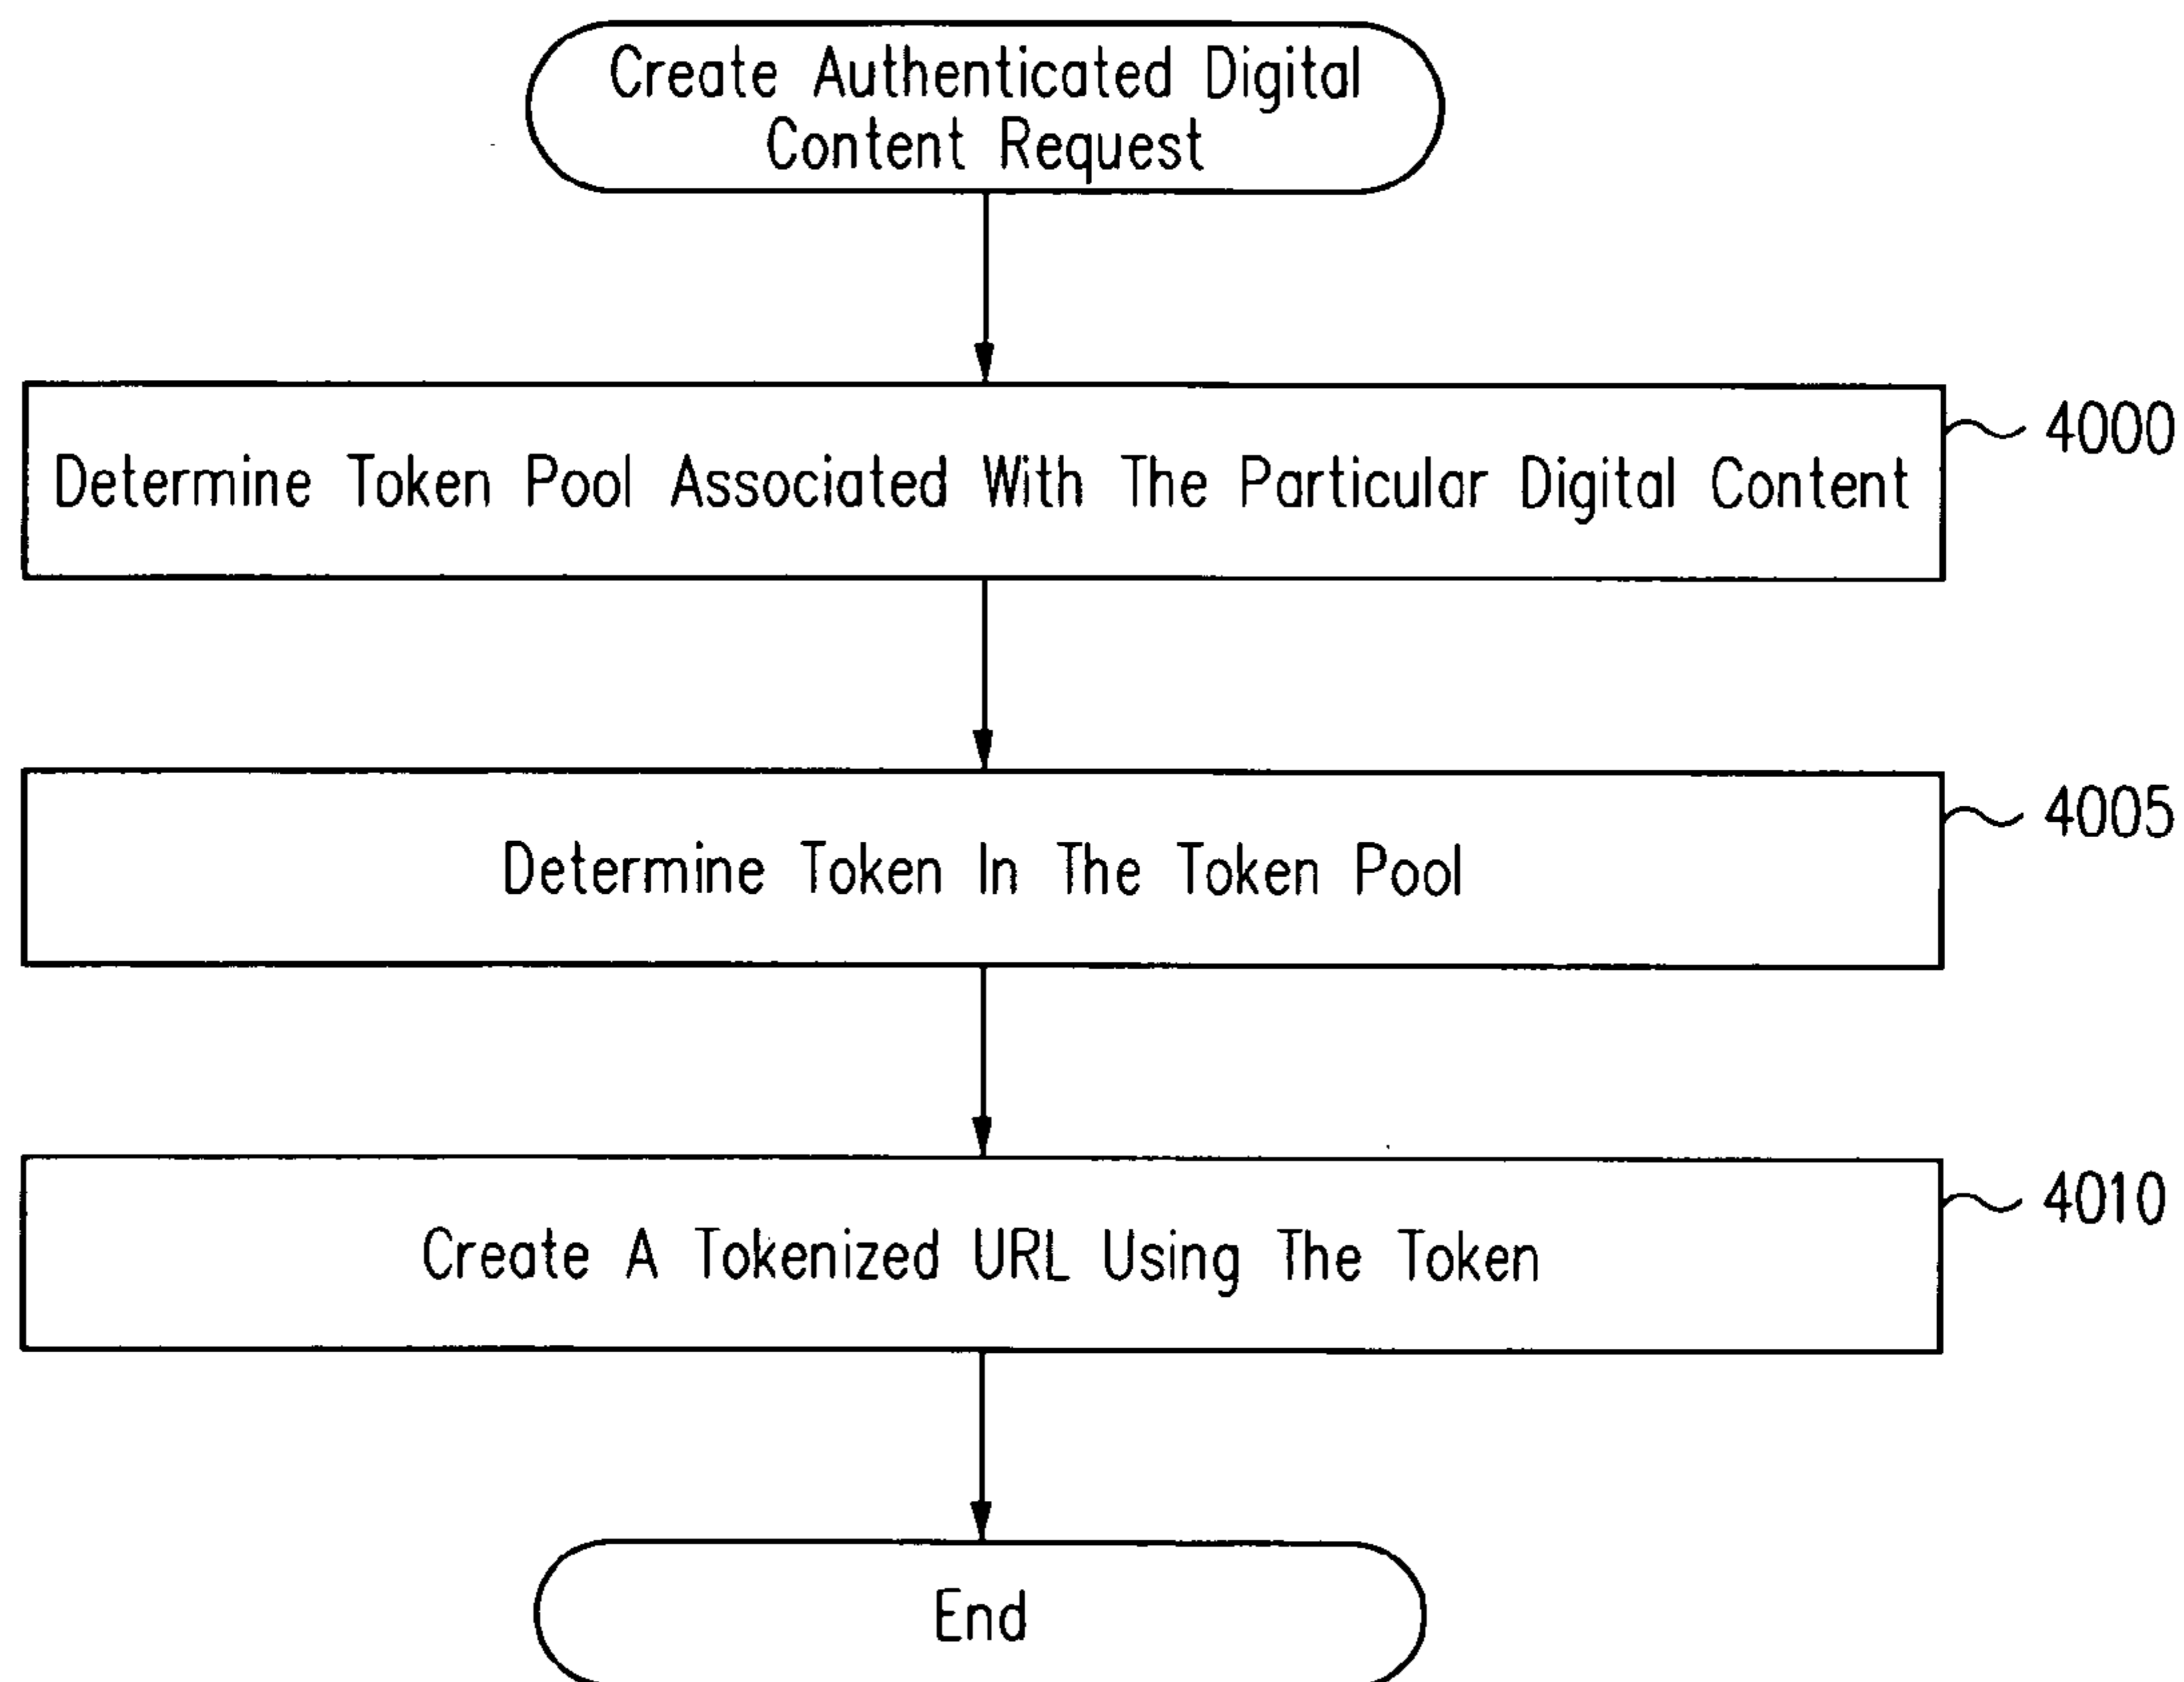 Create Authenticated Digital
Content Request
4000
Determine Token Pool Associated With The Particular Digital Content
4005
Determine Token In The Token Pool
4010
Create A Tokenized URL Using The Token
End